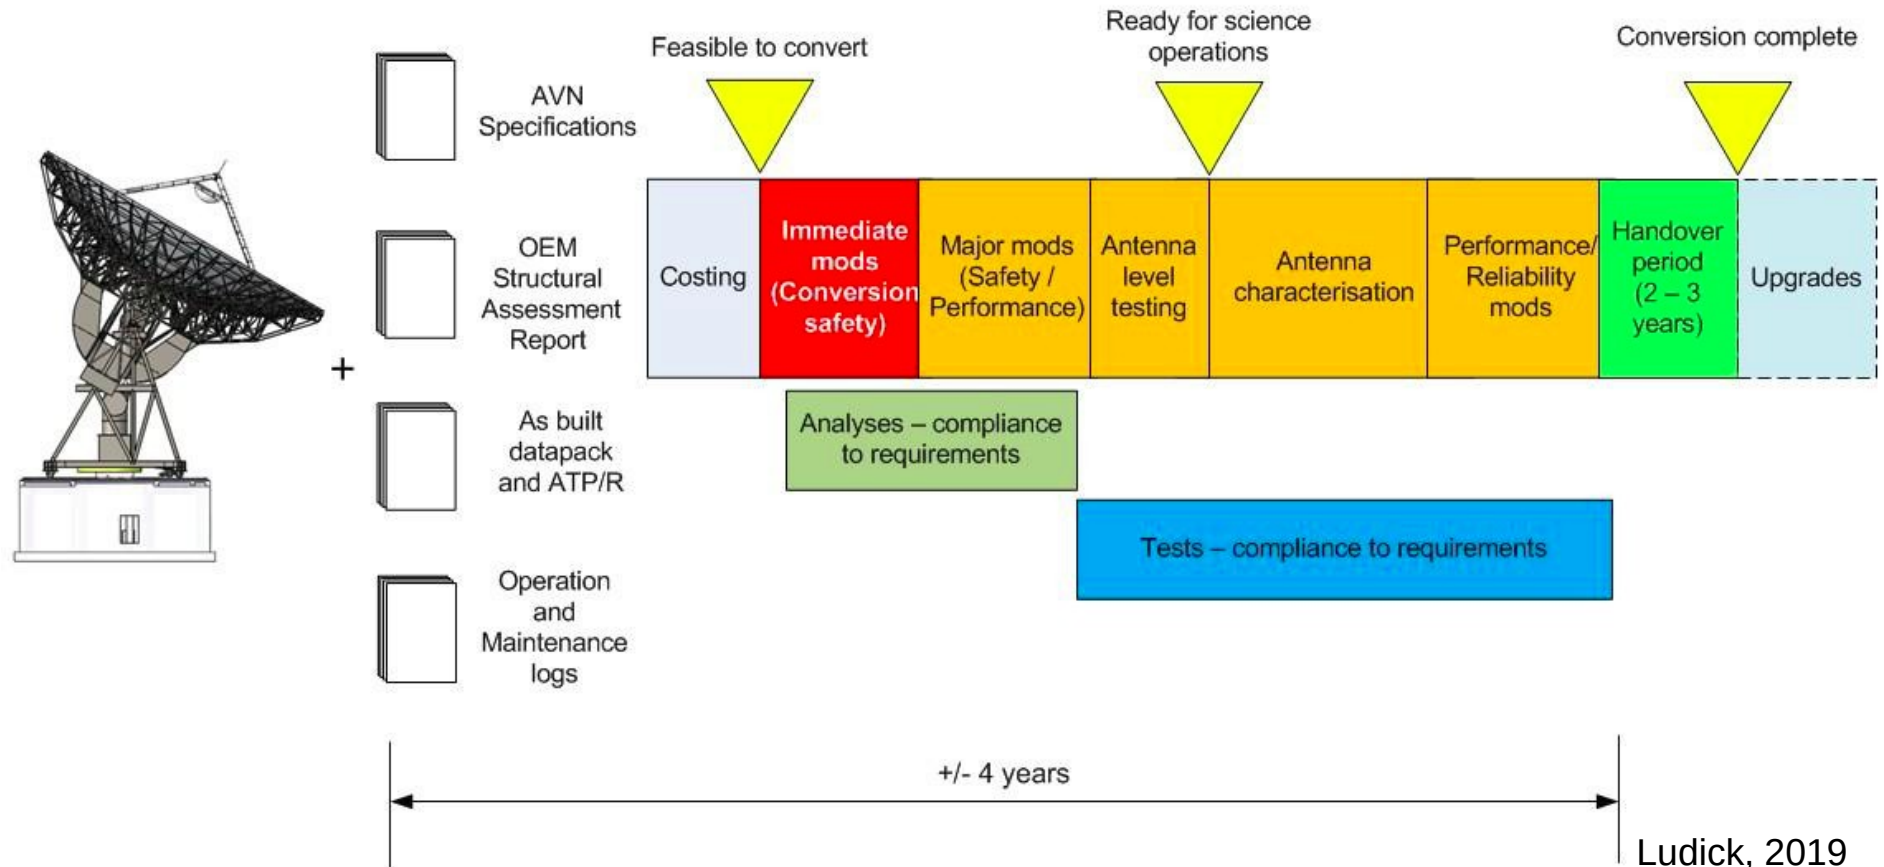 Feasible to convert
Ready for science
operations
Conversion complete
AVN
Specifications
OEM
Structural
Assessment
Report
As built
datapack
and ATP/R
Operation
and
Maintenance
logs
+
Costing
Immediate
mods
(Conversion
safety)
Major mods
(Safety /
Performance)
Antenna
level
testing
Antenna
characterisation
Performance/
Reliability
mods
Handover
period
(2 – 3
years)
Upgrades
Analyses – compliance
to requirements
Tests – compliance to requirements
+/- 4 years
Ludick, 2019